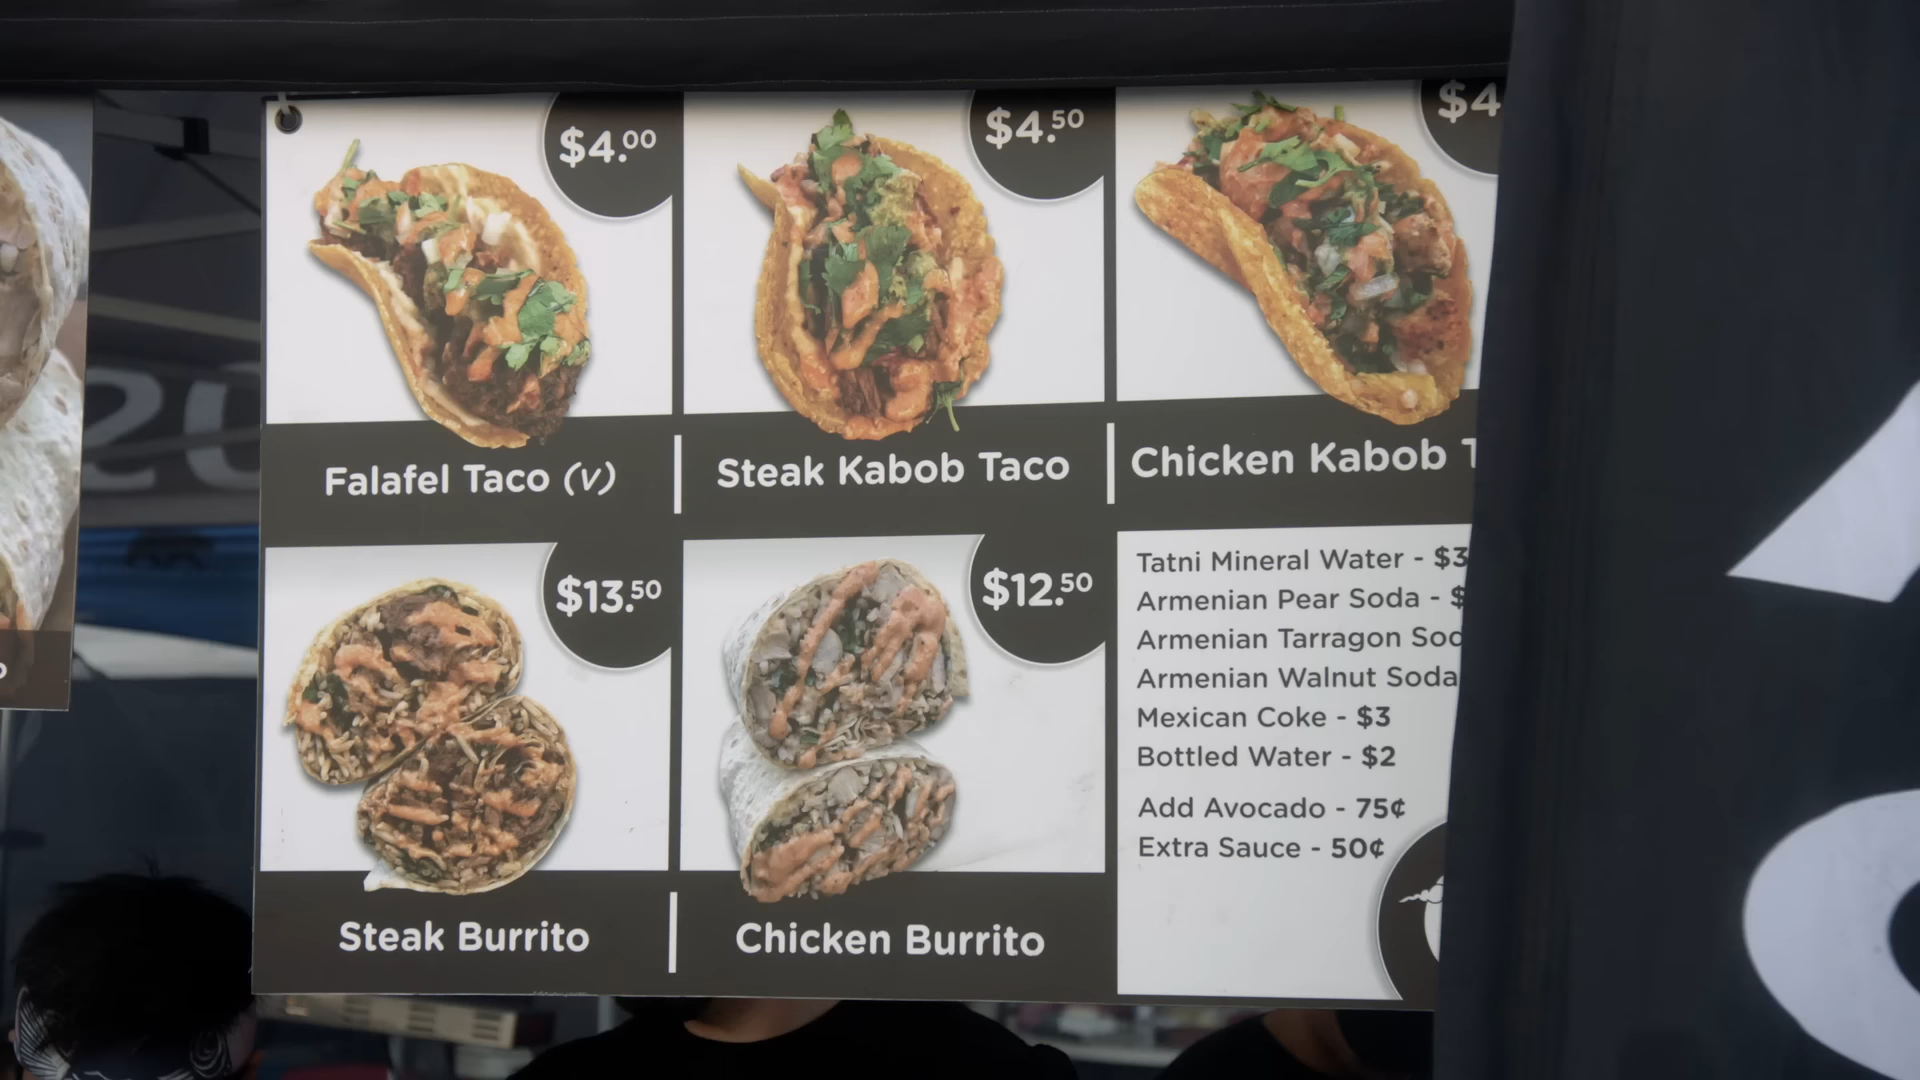 $4.00
$4.50
$4
Falafel Taco (v)
Steak Kabob Taco
Chicken Kabob T
$13.50
$12.50
Tatni Mineral Water - $3
Armenian Pear Soda - $
Armenian Tarragon Soc
Armenian Walnut Soda
Mexican Coke - $3
Bottled Water - $2
Add Avocado - 75¢
Extra Sauce - 50¢
Steak Burrito
Chicken Burrito